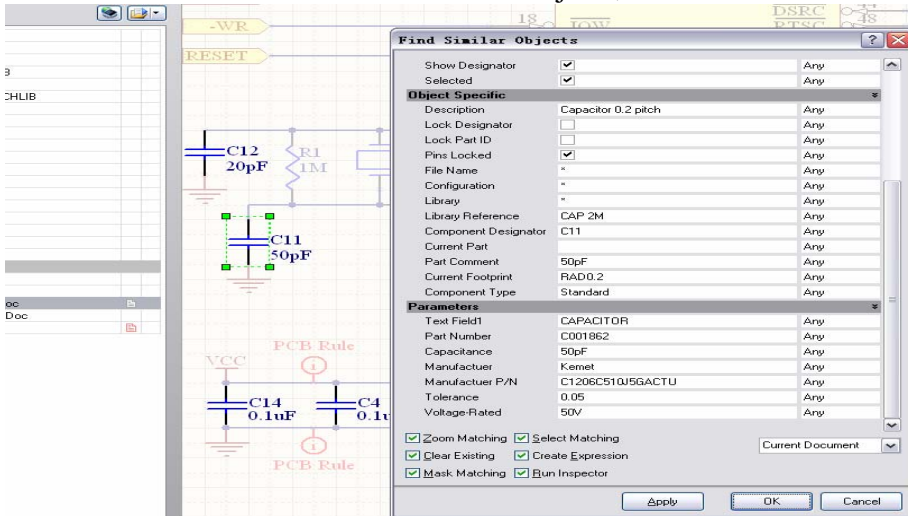 DSRC
-WR
18
IOW
RTSC
18
RESET
CHLIB
C12
20pF
R1
1M
C11
50pF
oc
Doc
PCB Rule
VCC
C14
0.1uF
C4
PCB Rule
Find Similar Objects
Show Designator Any
Selected Any
Object Specific
Description Capacitor 0.2 pitch Any
Lock Designator Any
Lock Part ID Any
Pins Locked Any
File Name * Any
Configuration * Any
Library * Any
Library Reference CAP 2M Any
Component Designator C11 Any
Current Part Any
Part Comment 50pF Any
Current Footprint RAD0.2 Any
Component Type Standard Any
Parameters
Text Field1 CAPACITOR Any
Part Number C001862 Any
Capacitance 50pF Any
Manufactuer Kemet Any
Manufactuer P/N C1206C510J5GACTU Any
Tolerance 0.05 Any
Voltage-Rated 50V Any
Zoom Matching Select Matching
Clear Existing Create Expression
Mask Matching Run Inspector
Current Document
Apply OK Cancel